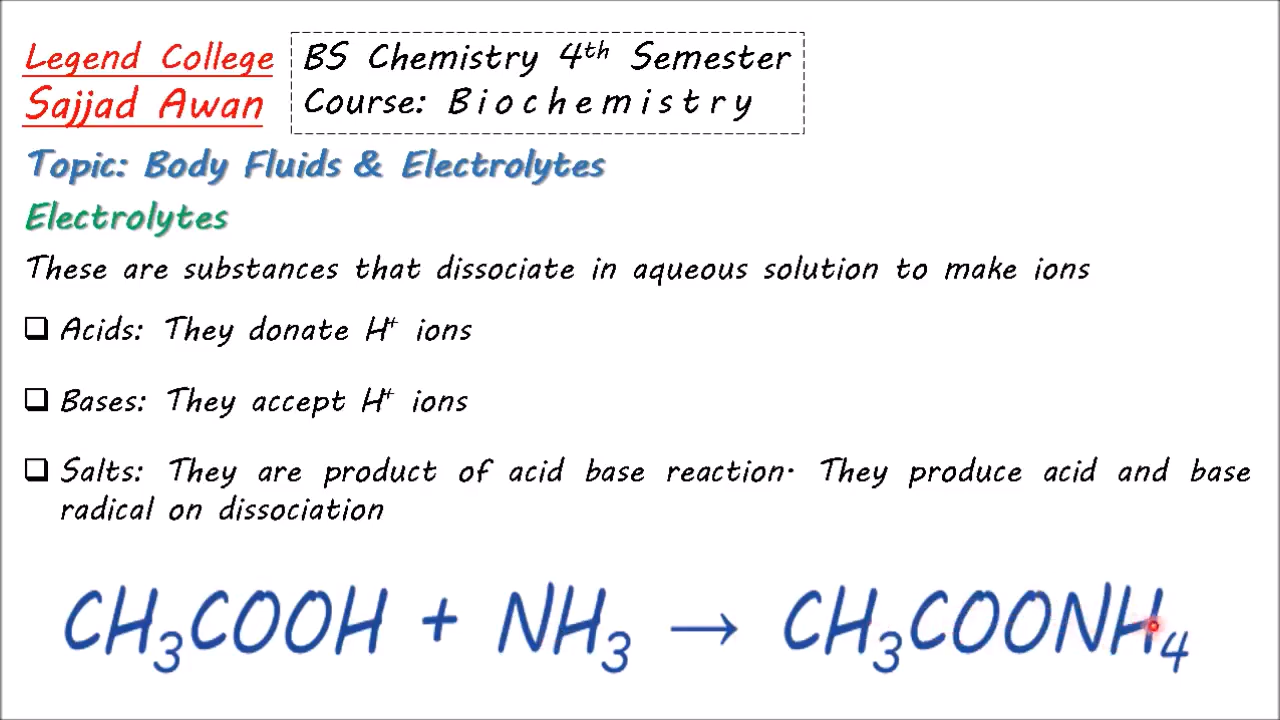 Legend College
Sajjad Awan
BS Chemistry 4th Semester
Course: Biochemistry
Topic: Body Fluids & Electrolytes
Electrolytes
These are substances that dissociate in aqueous solution to make ions
❑ Acids: They donate H⁺ ions
❑ Bases: They accept H⁺ ions
❑ Salts: They are product of acid base reaction. They produce acid and base
radical on dissociation
CH₃COOH + NH₃ → CH₃COONH₄